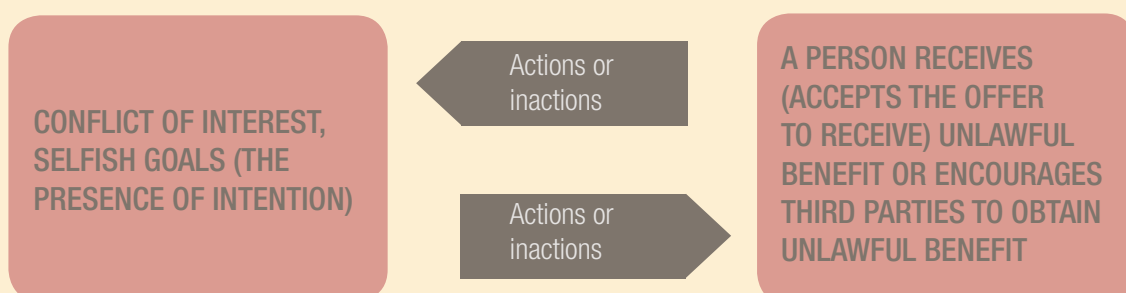 CONFLICT OF INTEREST,
SELFISH GOALS (THE
PRESENCE OF INTENTION)
Actions or
inactions
Actions or
inactions
A PERSON RECEIVES
(ACCEPTS THE OFFER
TO RECEIVE) UNLAWFUL
BENEFIT OR ENCOURAGES
THIRD PARTIES TO OBTAIN
UNLAWFUL BENEFIT